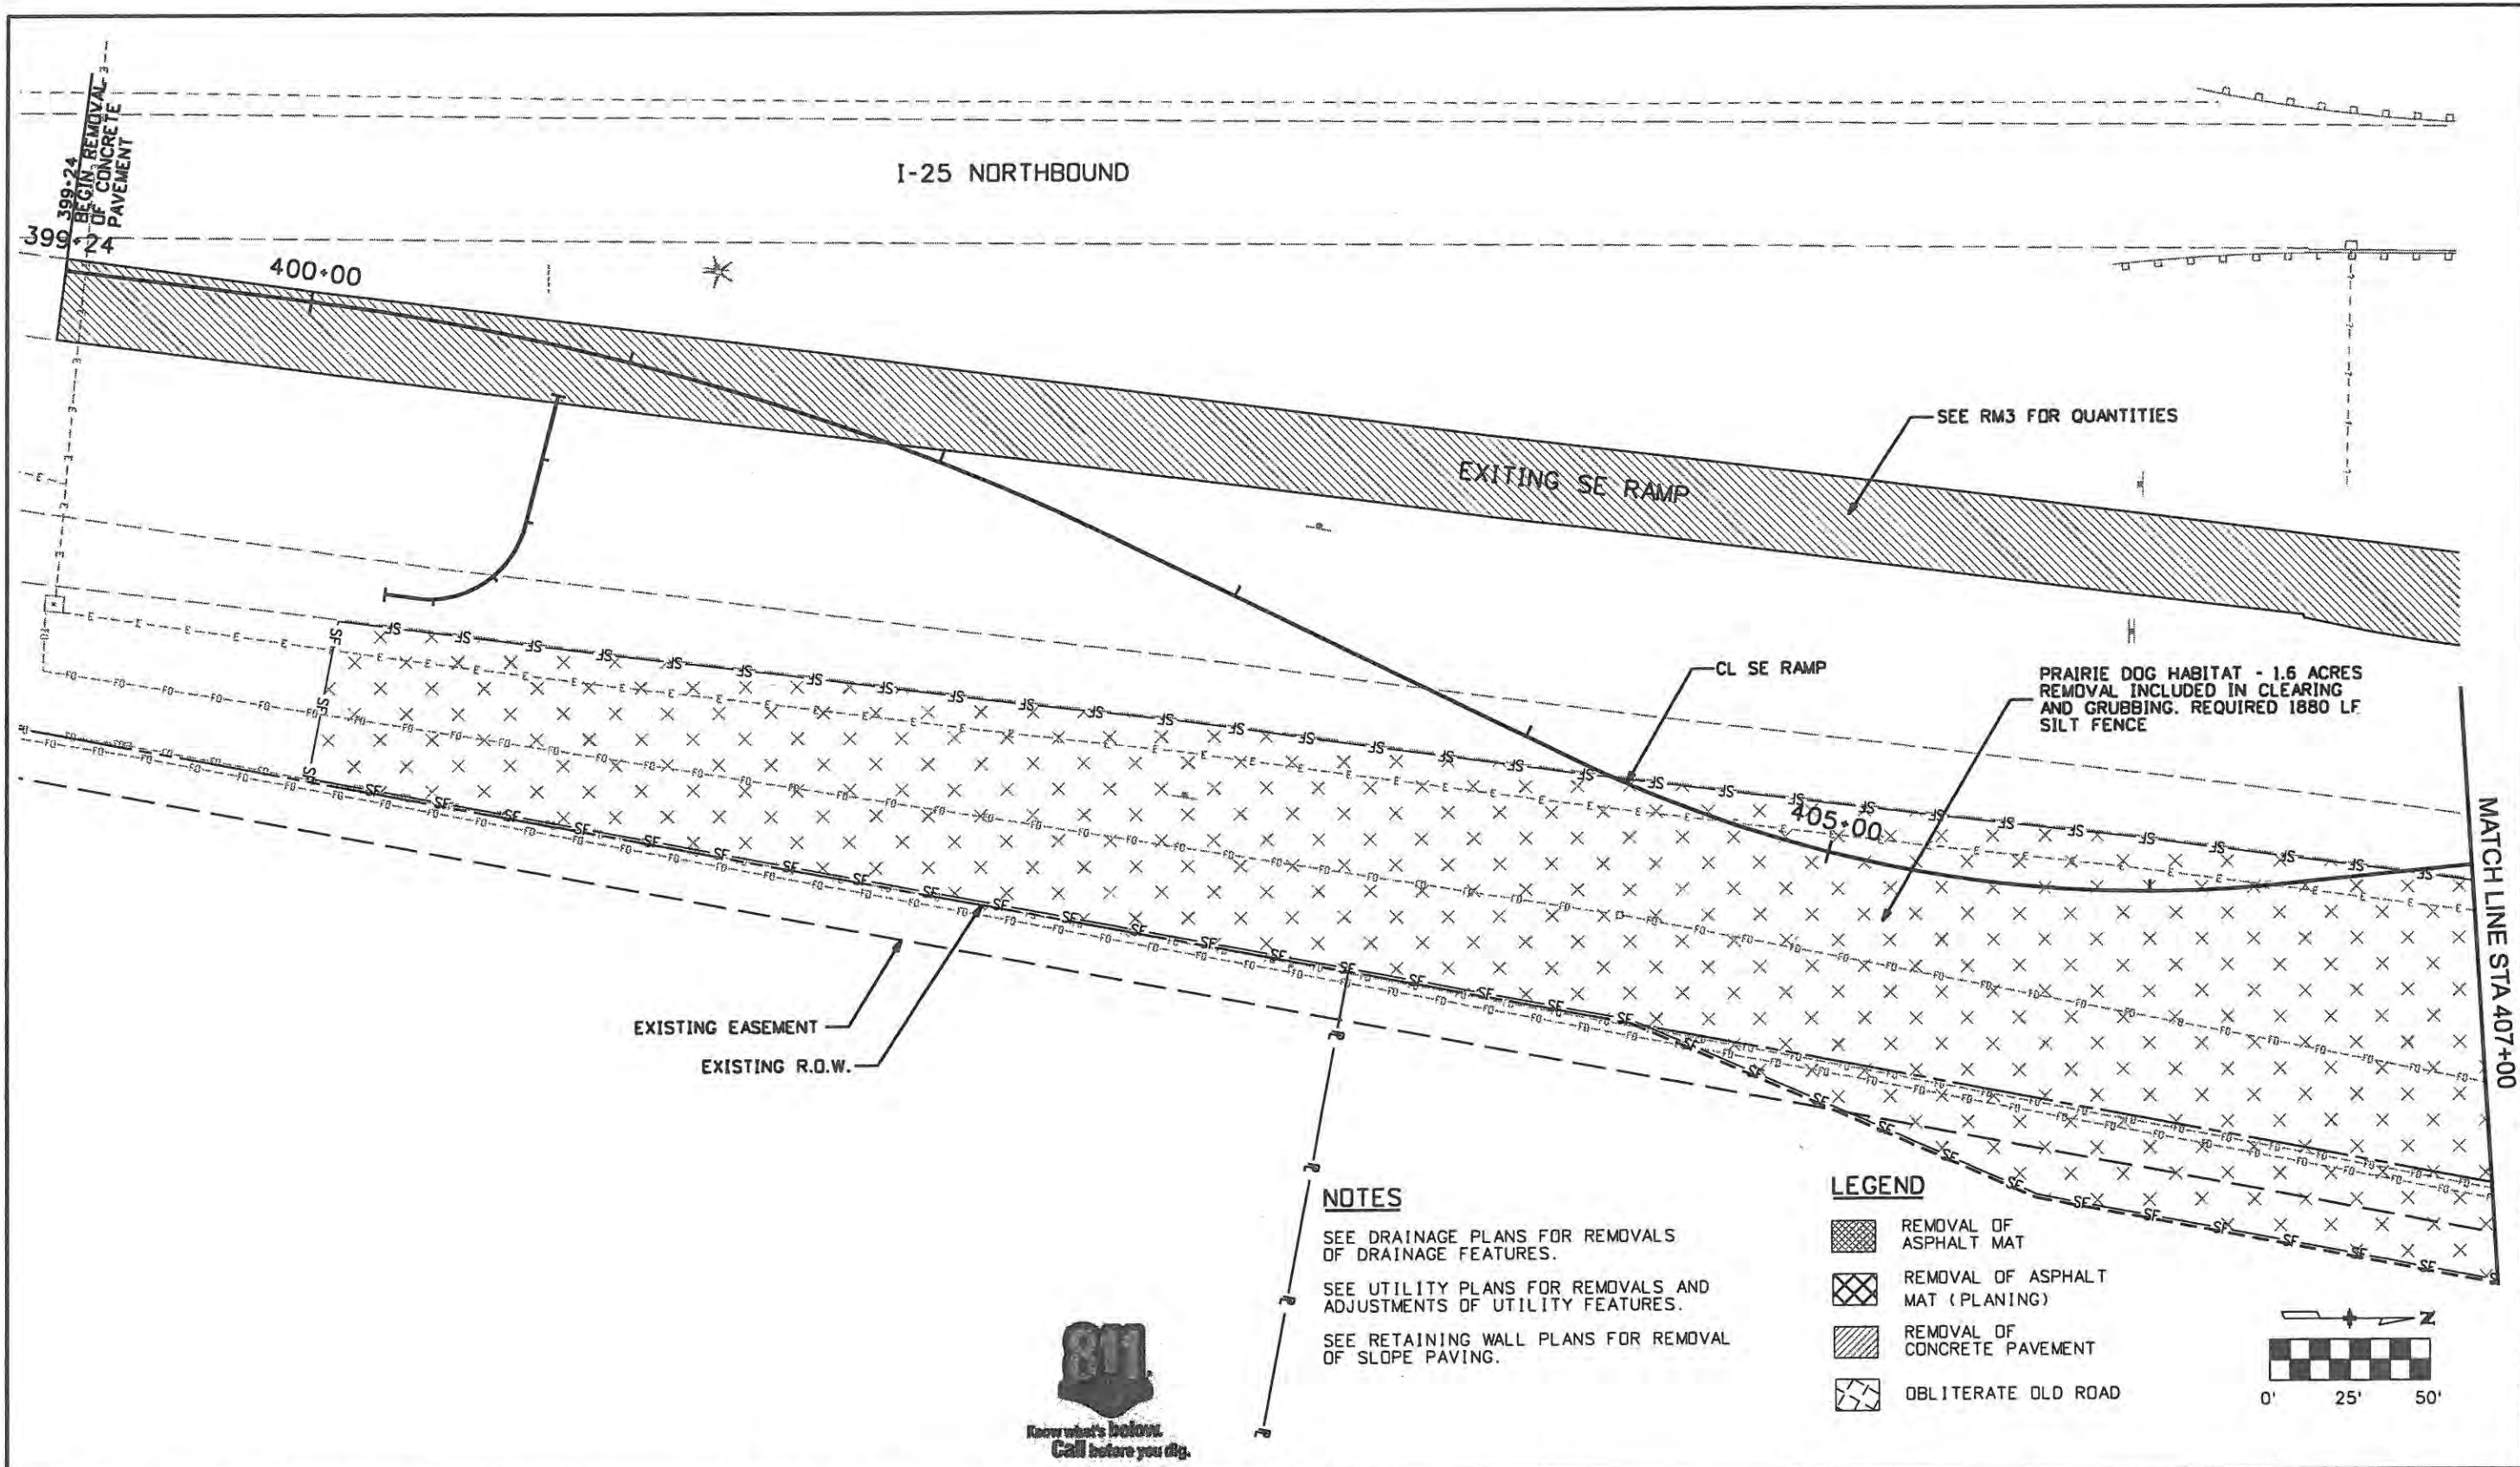 399+24
BEGIN REMOVAL
OF CONCRETE
PAVEMENT
399+24
400+00
I-25 NORTHBOUND
SEE RM3 FOR QUANTITIES
EXITING SE RAMP
CL SE RAMP
PRAIRIE DOG HABITAT - 1.6 ACRES
REMOVAL INCLUDED IN CLEARING
AND GRUBBING. REQUIRED 1880 LF
SILT FENCE
405+00
MATCH LINE STA 407+00
EXISTING EASEMENT
EXISTING R.O.W.
NOTES
SEE DRAINAGE PLANS FOR REMOVALS
OF DRAINAGE FEATURES.
SEE UTILITY PLANS FOR REMOVALS AND
ADJUSTMENTS OF UTILITY FEATURES.
SEE RETAINING WALL PLANS FOR REMOVAL
OF SLOPE PAVING.
LEGEND
REMOVAL OF
ASPHALT MAT
REMOVAL OF ASPHALT
MAT (PLANING)
REMOVAL OF
CONCRETE PAVEMENT
OBLITERATE OLD ROAD
N
0' 25' 50'
811
Know what's below.
Call before you dig.